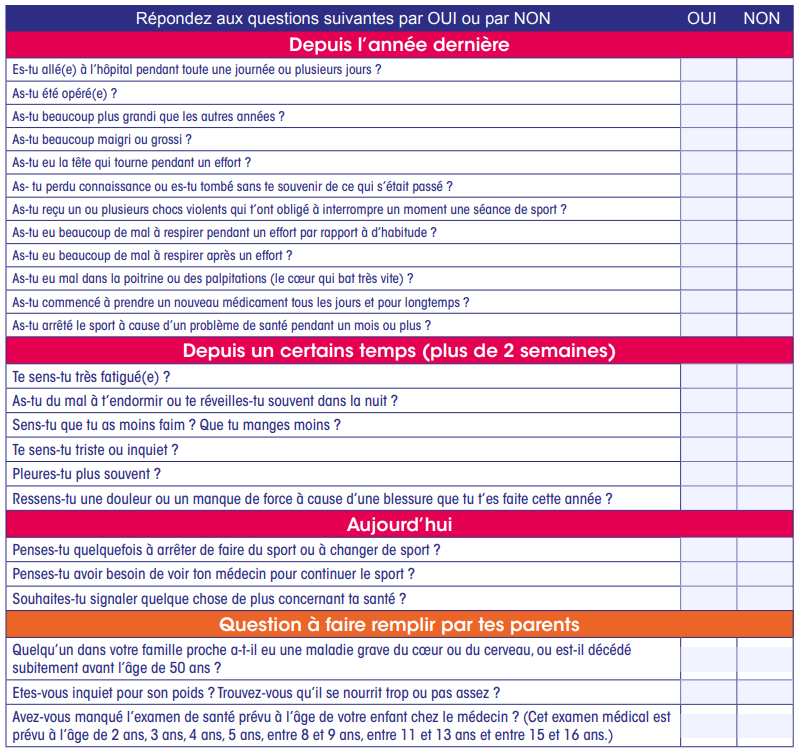 Répondez aux questions suivantes par OUI ou par NON OUI NON
Depuis l'année dernière
Es-tu allé(e) à l'hôpital pendant toute une journée ou plusieurs jours ?
As-tu été opéré(e) ?
As-tu beaucoup plus grandi que les autres années ?
As-tu beaucoup maigri ou grossi ?
As-tu eu la tête qui tourne pendant un effort ?
As- tu perdu connaissance ou es-tu tombé sans te souvenir de ce qui s'était passé ?
As-tu reçu un ou plusieurs chocs violents qui t'ont obligé à interrompre un moment une séance de sport ?
As-tu eu beaucoup de mal à respirer pendant un effort par rapport à d'habitude ?
As-tu eu beaucoup de mal à respirer après un effort ?
As-tu eu mal dans la poitrine ou des palpitations (le cœur qui bat très vite) ?
As-tu commencé à prendre un nouveau médicament tous les jours et pour longtemps ?
As-tu arrêté le sport à cause d'un problème de santé pendant un mois ou plus ?
Depuis un certains temps (plus de 2 semaines)
Te sens-tu très fatigué(e) ?
As-tu du mal à t'endormir ou te réveilles-tu souvent dans la nuit ?
Sens-tu que tu as moins faim ? Que tu manges moins ?
Te sens-tu triste ou inquiet ?
Pleures-tu plus souvent ?
Ressens-tu une douleur ou un manque de force à cause d'une blessure que tu t'es faite cette année ?
Aujourd'hui
Penses-tu quelquefois à arrêter de faire du sport ou à changer de sport ?
Penses-tu avoir besoin de voir ton médecin pour continuer le sport ?
Souhaites-tu signaler quelque chose de plus concernant ta santé ?
Question à faire remplir par tes parents
Quelqu'un dans votre famille proche a-t-il eu une maladie grave du cœur ou du cerveau, ou est-il décédé
subitement avant l'âge de 50 ans ?
Etes-vous inquiet pour son poids ? Trouvez-vous qu'il se nourrit trop ou pas assez ?
Avez-vous manqué l'examen de santé prévu à l'âge de votre enfant chez le médecin ? (Cet examen médical est
prévu à l'âge de 2 ans, 3 ans, 4 ans, 5 ans, entre 8 et 9 ans, entre 11 et 13 ans et entre 15 et 16 ans.)